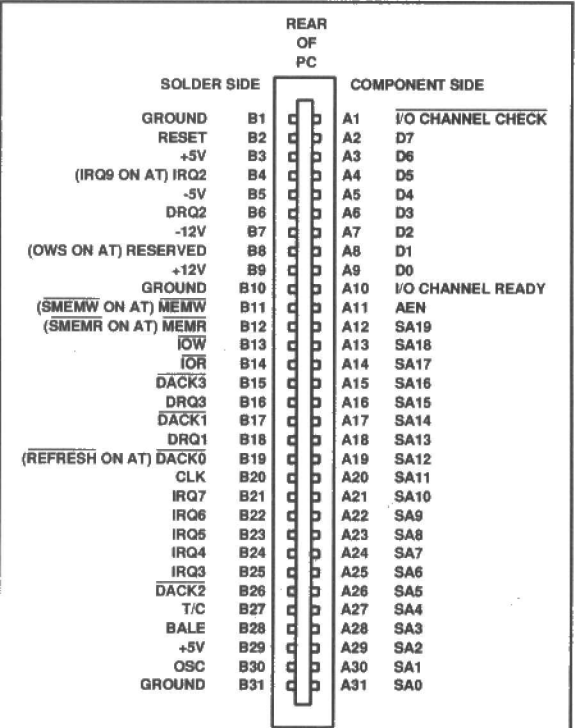 REAR
OF
PC
SOLDER SIDE COMPONENT SIDE
GROUND B1 A1 I/O CHANNEL CHECK
RESET B2 A2 D7
+5V B3 A3 D6
(IRQ9 ON AT) IRQ2 B4 A4 D5
-5V B5 A5 D4
DRQ2 B6 A6 D3
-12V B7 A7 D2
(OWS ON AT) RESERVED B8 A8 D1
+12V B9 A9 D0
GROUND B10 A10 I/O CHANNEL READY
(SMEMW ON AT) MEMW B11 A11 AEN
(SMEMR ON AT) MEMR B12 A12 SA19
IOW B13 A13 SA18
IOR B14 A14 SA17
DACK3 B15 A15 SA16
DRQ3 B16 A16 SA15
DACK1 B17 A17 SA14
DRQ1 B18 A18 SA13
(REFRESH ON AT) DACK0 B19 A19 SA12
CLK B20 A20 SA11
IRQ7 B21 A21 SA10
IRQ6 B22 A22 SA9
IRQ5 B23 A23 SA8
IRQ4 B24 A24 SA7
IRQ3 B25 A25 SA6
DACK2 B26 A26 SA5
T/C B27 A27 SA4
BALE B28 A28 SA3
+5V B29 A29 SA2
OSC B30 A30 SA1
GROUND B31 A31 SA0